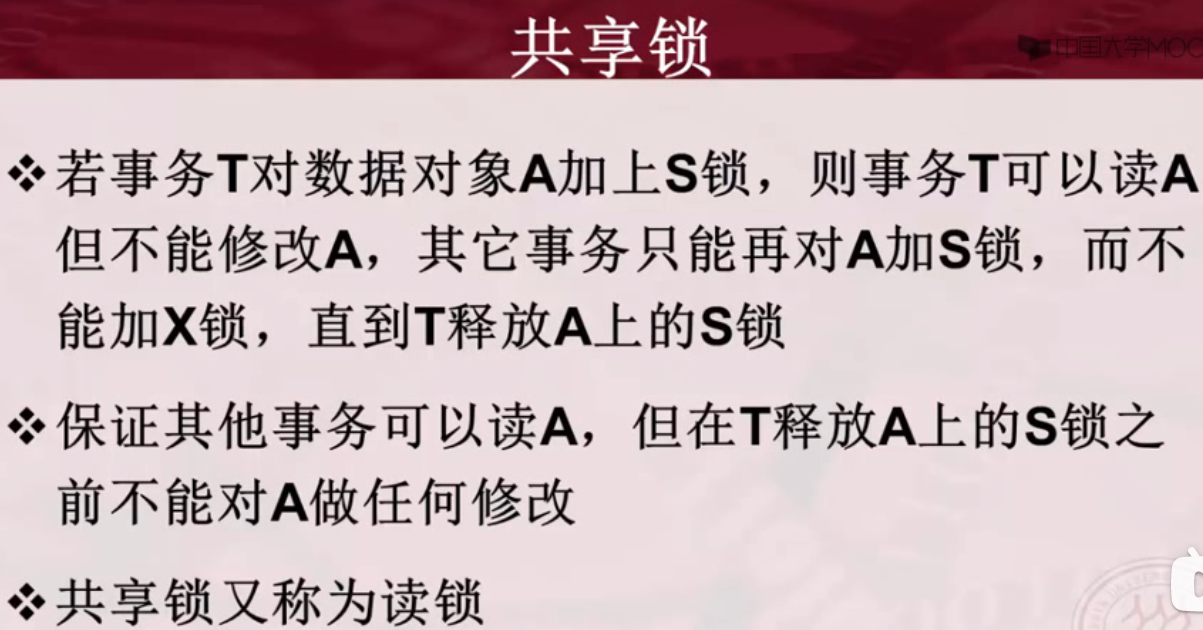 共享锁
中国大学MOO
❖若事务T对数据对象A加上S锁，则事务T可以读A
但不能修改A，其它事务只能再对A加S锁，而不
能加X锁，直到T释放A上的S锁
❖保证其他事务可以读A，但在T释放A上的S锁之
前不能对A做任何修改
❖共享锁又称为读锁